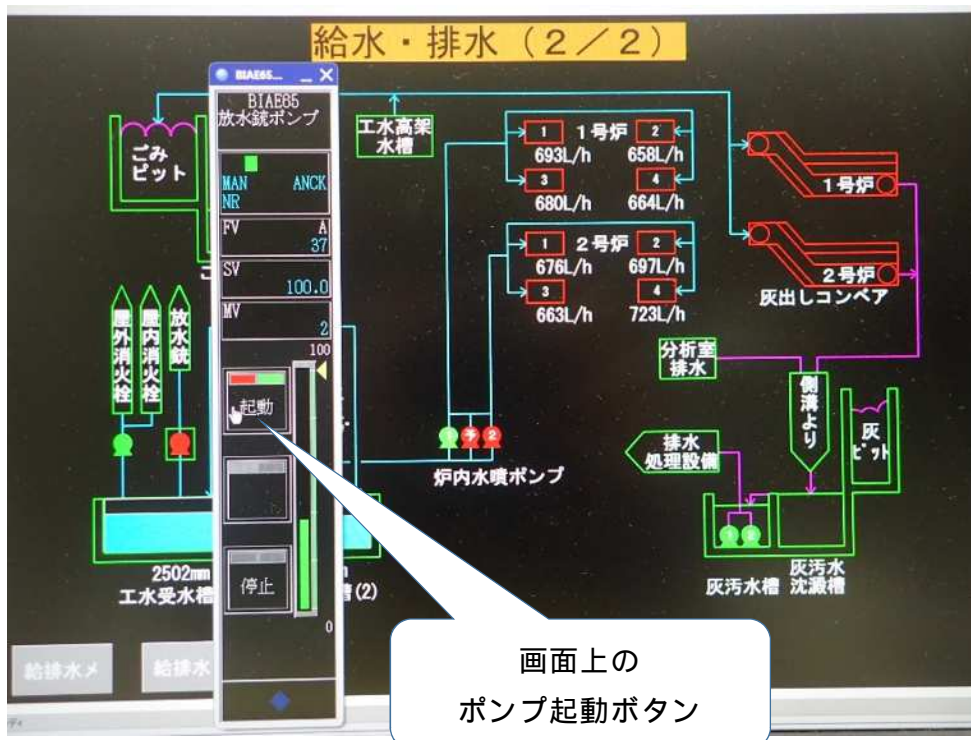 給水・排水（２／２）
BIAE65... _ ×
BIAE65
放水銃ポンプ
MAN ANCK
NR
FV A
37
SV
100.0
MV
2
100
起動
停止
0
ごみ
ピット
工水高架
水槽
1 1号炉 2
693L/h 658L/h
3 4
680L/h 664L/h
1 2号炉 2
676L/h 697L/h
3 4
663L/h 723L/h
1号炉
2号炉
灰出しコンベア
屋外消火栓
屋内消火栓
放水銃
1 予 2
炉内水噴ポンプ
分析室
排水
側溝より
灰
ピット
排水
処理設備
1 2
灰汚水槽
灰汚水
沈澱槽
2502mm
工水受水槽
(2)
給排水メ
給排水
画面上の
ポンプ起動ボタン